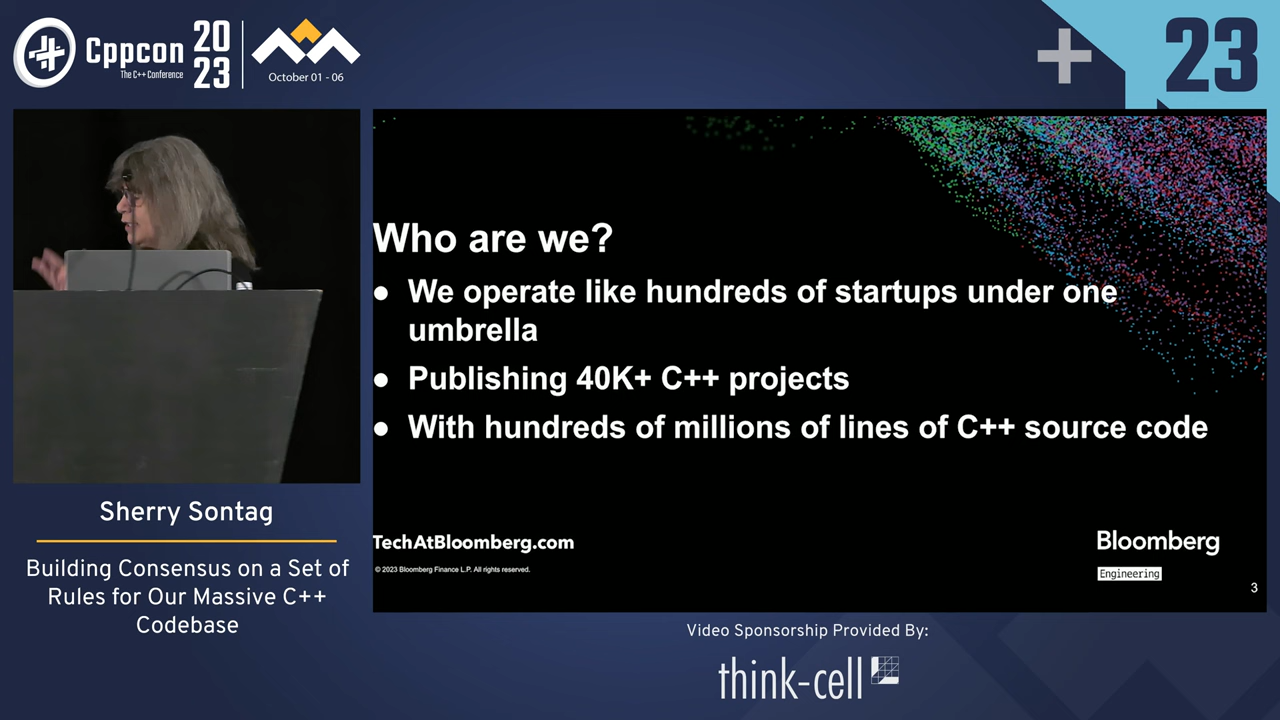 Cppcon
The C++ Conference
20
23
October 01 - 06
23
Who are we?
● We operate like hundreds of startups under one
umbrella
● Publishing 40K+ C++ projects
● With hundreds of millions of lines of C++ source code
TechAtBloomberg.com
© 2023 Bloomberg Finance L.P. All rights reserved.
Bloomberg
Engineering
3
Sherry Sontag
Building Consensus on a Set of
Rules for Our Massive C++
Codebase
Video Sponsorship Provided By:
think-cell